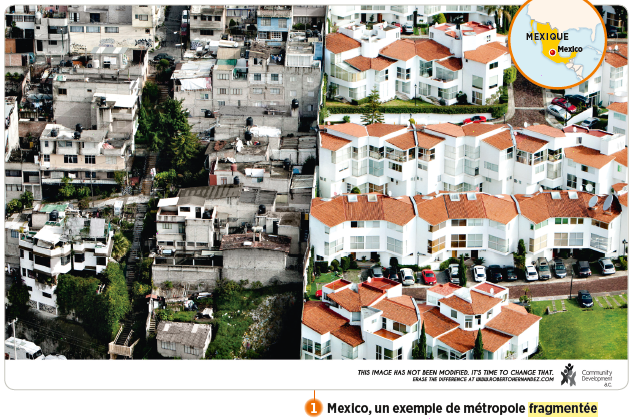 MEXIQUE
Mexico
THIS IMAGE HAS NOT BEEN MODIFIED. IT'S TIME TO CHANGE THAT.
ERASE THE DIFFERENCE AT WWW.ROBERTOHERNANDEZ.COM
Community
Development
a.c.
1 Mexico, un exemple de métropole fragmentée